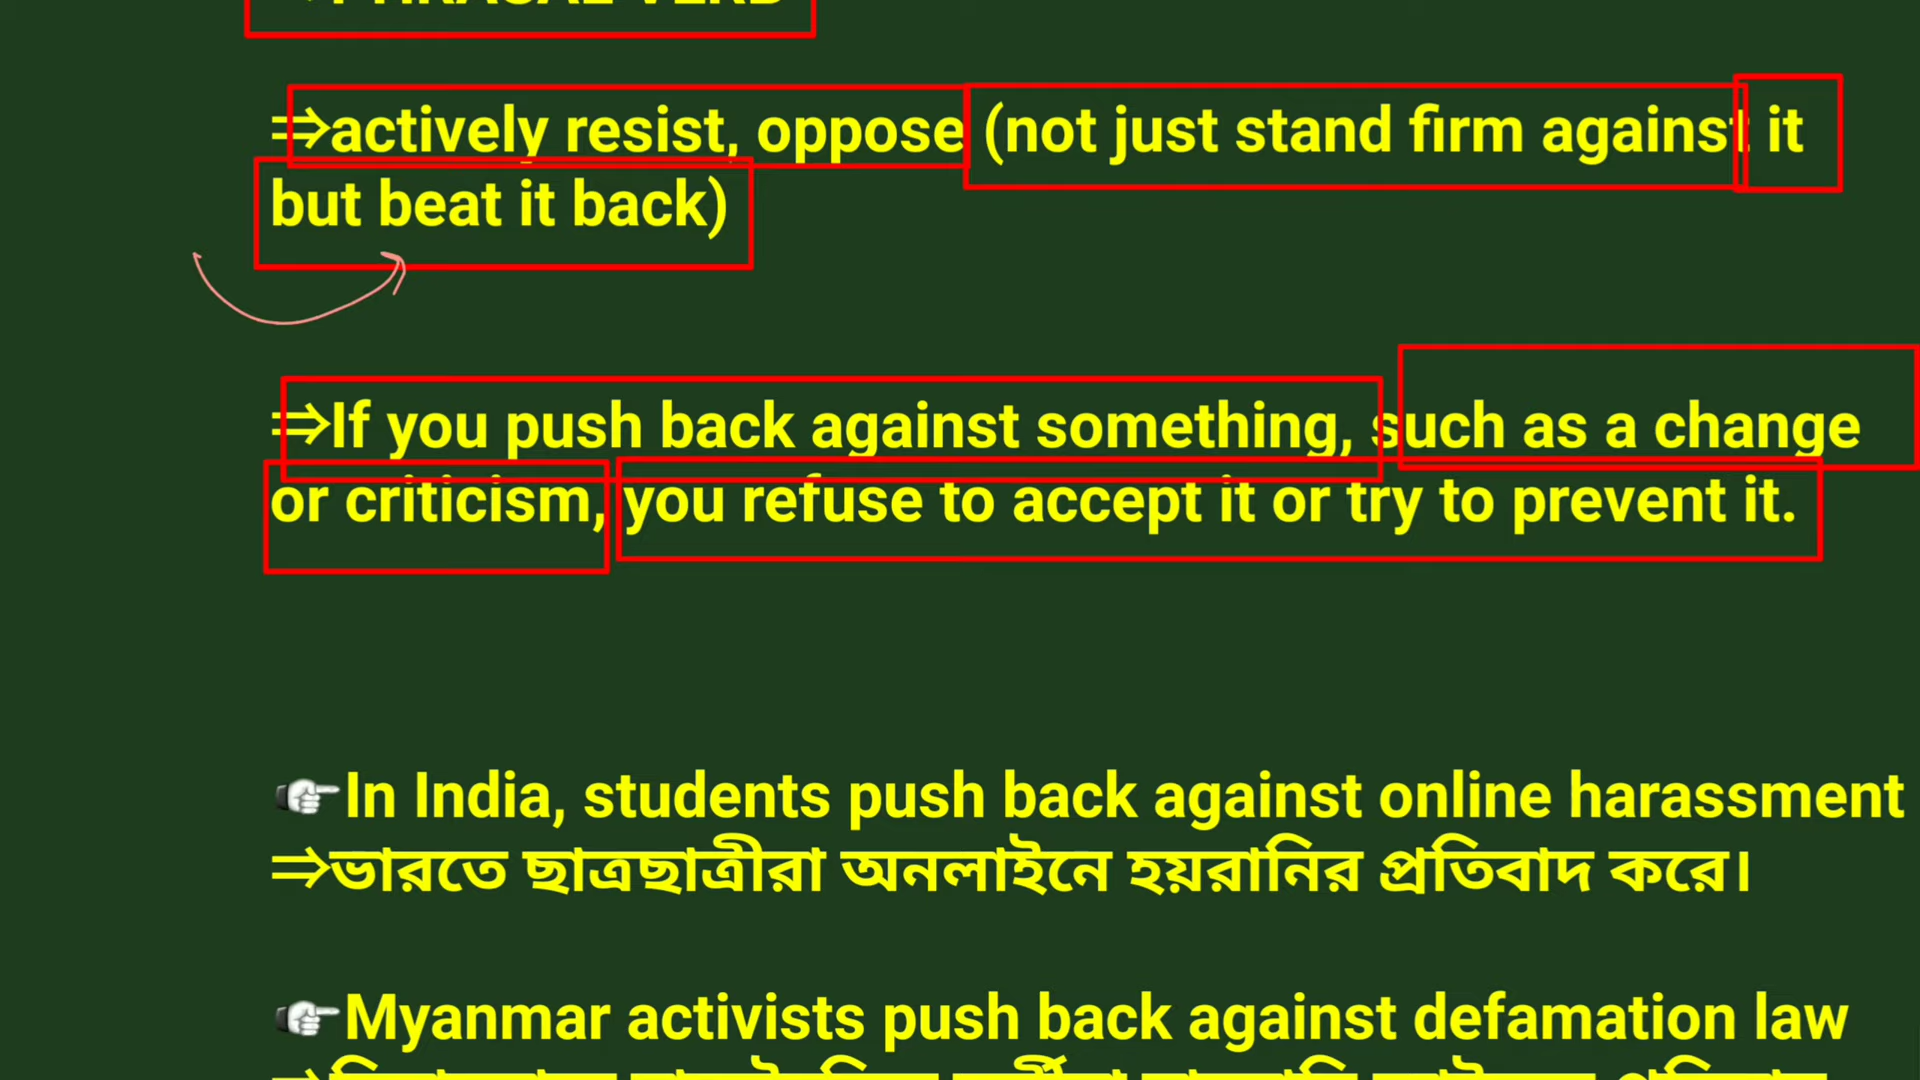 ⇒PHRASAL VERB
⇒actively resist, oppose (not just stand firm against it
but beat it back)
⇒If you push back against something, such as a change
or criticism, you refuse to accept it or try to prevent it.
In India, students push back against online harassment
⇒ভারতে ছাত্রছাত্রীরা অনলাইনে হয়রানির প্রতিবাদ করে।
Myanmar activists push back against defamation law